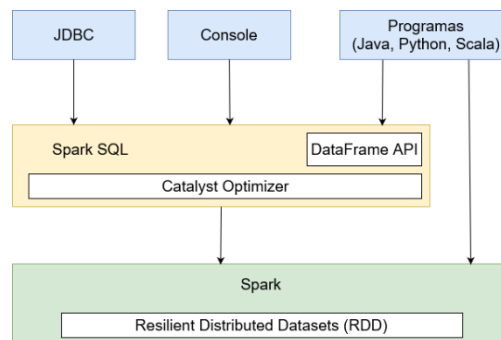 JDBC
Console
Programas
(Java, Python, Scala)
Spark SQL
DataFrame API
Catalyst Optimizer
Spark
Resilient Distributed Datasets (RDD)